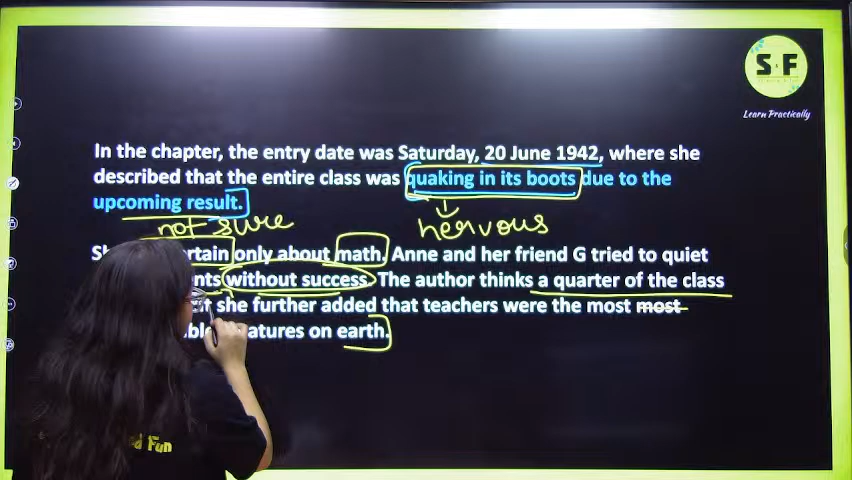 S F
Learn Practically
In the chapter, the entry date was Saturday, 20 June 1942, where she
described that the entire class was quaking in its boots due to the
upcoming result.
not sure nervous
only about math. Anne and her friend G tried to quiet
without success. The author thinks a quarter of the class
she further added that teachers were the most most
on earth.
Fun